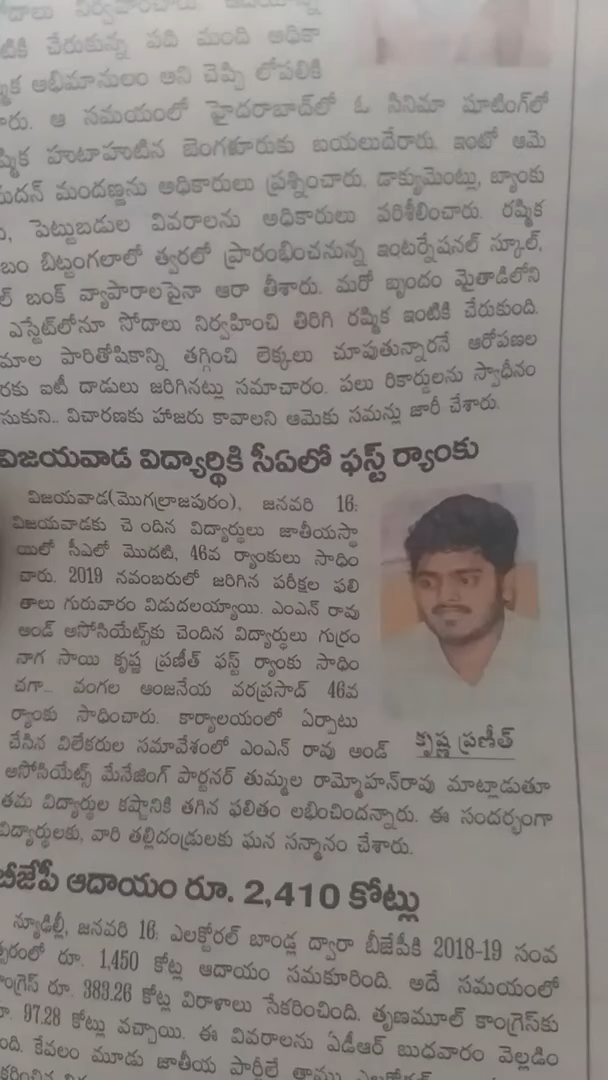 టికి చేరుకున్న పది మంది అధికా
అభిమానులం అని చెప్పి లోపలికి
ఆ సమయంలో హైదరాబాద్‌లో ఓ సినిమా షూటింగ్‌లో
హుటాహుటిన బెంగళూరుకు బయలుదేరారు. ఇంటో ఆమె
మందణ్ణను అధికారులు ప్రశ్నించారు. డాక్యుమెంట్లు, బ్యాంకు
పెట్టుబడుల వివరాలను అధికారులు పరిశీలించారు. రష్మిక
బిట్టంగలాలో త్వరలో ప్రారంభించనున్న ఇంటర్నేషనల్ స్కూల్,
బంక్ వ్యాపారాలపైనా ఆరా తీశారు. మరో బృందం మైతాడిలోని
ఎస్టేట్‌లోనూ సోదాలు నిర్వహించి తిరిగి రష్మిక ఇంటికి చేరుకుంది.
పారితోషికాన్ని తగ్గించి లెక్కలు చూపుతున్నారనే ఆరోపణల
ఐటీ దాడులు జరిగినట్లు సమాచారం. పలు రికార్డులను స్వాధీనం
విచారణకు హాజరు కావాలని ఆమెకు సమన్లు జారీ చేశారు.
విజయవాడ విద్యార్థికి సీఏలో ఫస్ట్ ర్యాంకు
విజయవాడ(మొగల్రాజపురం), జనవరి 16:
విజయవాడకు చె ందిన విద్యార్థులు జాతీయస్థా
యిలో సీఎలో మొదటి, 46వ ర్యాంకులు సాధిం
చారు. 2019 నవంబరులో జరిగిన పరీక్షల ఫలి
తాలు గురువారం విడుదలయ్యాయి. ఎంఎన్ రావు
అండ్ అసోసియేట్స్‌కు చెందిన విద్యార్థులు గుర్రం
నాగ సాయి కృష్ణ ప్రణీత్ ఫస్ట్ ర్యాంకు సాధిం
చగా... వంగల ఆంజనేయ వరప్రసాద్ 46వ
ర్యాంకు సాధించారు. కార్యాలయంలో ఏర్పాటు
చేసిన విలేకరుల సమావేశంలో ఎంఎన్ రావు అండ్
కృష్ణ ప్రణీత్
అసోసియేట్స్ మేనేజింగ్ పార్టనర్ తుమ్మల రామ్మోహన్‌రావు మాట్లాడుతూ
తమ విద్యార్థుల కష్టానికి తగిన ఫలితం లభించిందన్నారు. ఈ సందర్భంగా
విద్యార్థులకు, వారి తల్లిదండ్రులకు ఘన సన్మానం చేశారు.
బీజేపీ ఆదాయం రూ. 2,410 కోట్లు
న్యూఢిల్లీ, జనవరి 16: ఎలక్టోరల్ బాండ్ల ద్వారా బీజేపీకి 2018-19 సంవ
త్సరంలో రూ. 1,450 కోట్ల ఆదాయం సమకూరింది. అదే సమయంలో
రూ. 383.26 కోట్ల విరాళాలు సేకరించింది. తృణమూల్ కాంగ్రెస్‌కు
97.28 కోట్లు వచ్చాయి. ఈ వివరాలను ఏడీఆర్ బుధవారం వెల్లడిం
కేవలం మూడు జాతీయ పార్టీలే